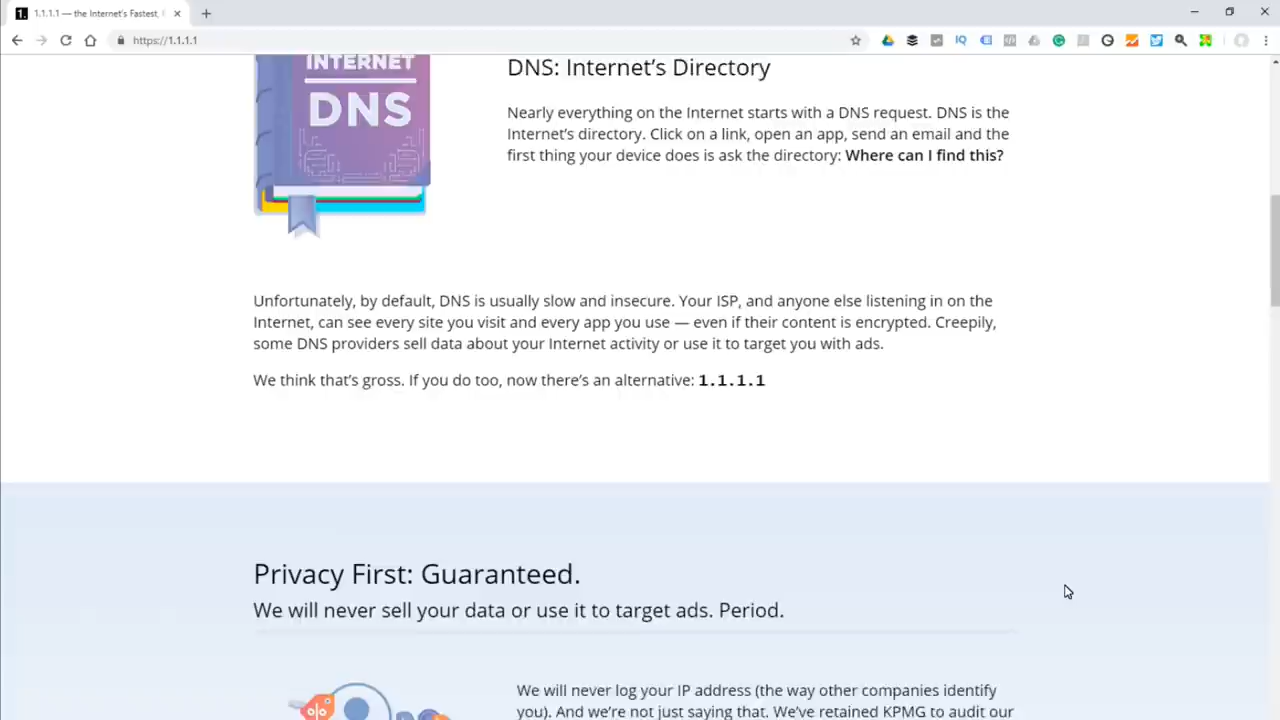 1.1.1.1 — the Internet's Fastest,
https://1.1.1.1
INTERNET
DNS
DNS: Internet's Directory
Nearly everything on the Internet starts with a DNS request. DNS is the
Internet's directory. Click on a link, open an app, send an email and the
first thing your device does is ask the directory: Where can I find this?
Unfortunately, by default, DNS is usually slow and insecure. Your ISP, and anyone else listening in on the
Internet, can see every site you visit and every app you use — even if their content is encrypted. Creepily,
some DNS providers sell data about your Internet activity or use it to target you with ads.
We think that's gross. If you do too, now there's an alternative: 1.1.1.1
Privacy First: Guaranteed.
We will never sell your data or use it to target ads. Period.
We will never log your IP address (the way other companies identify
you). And we're not just saying that. We've retained KPMG to audit our